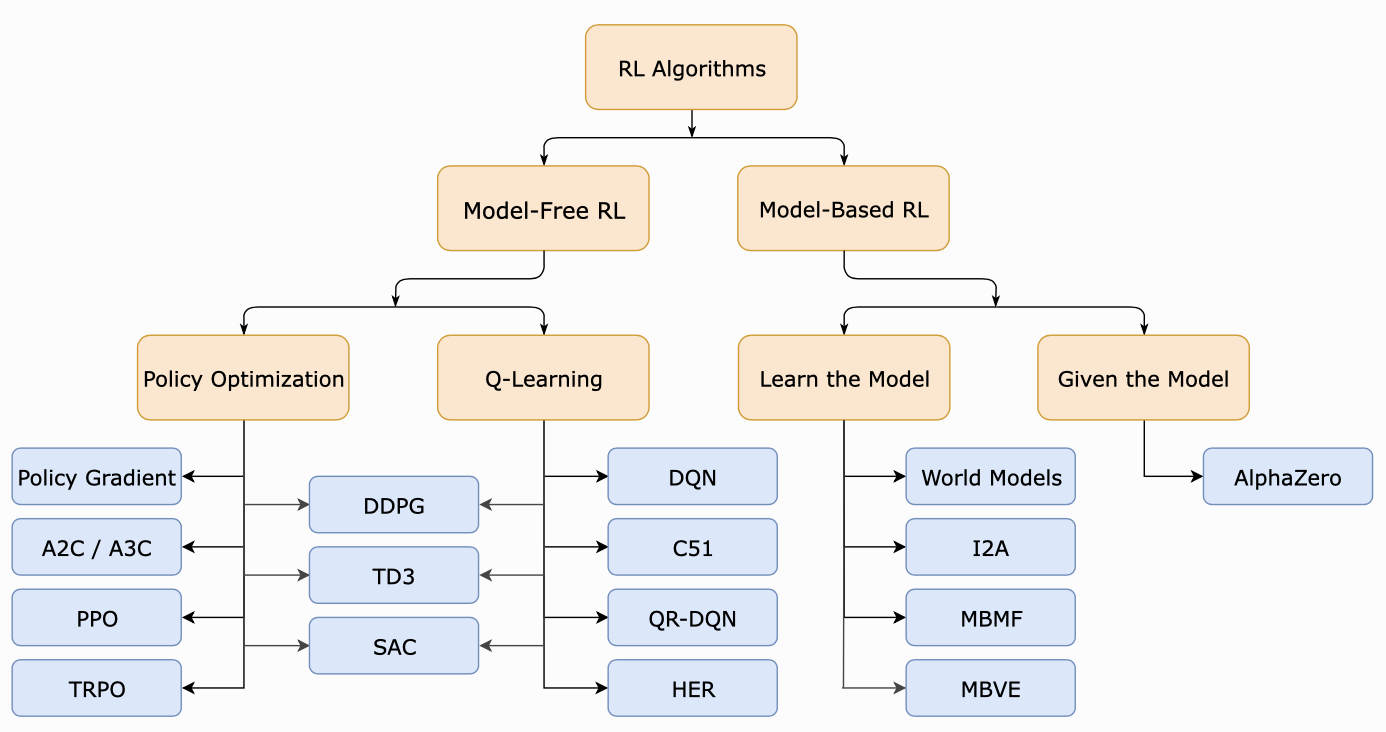 RL Algorithms
Model-Free RL
Model-Based RL
Policy Optimization
Q-Learning
Learn the Model
Given the Model
Policy Gradient
A2C / A3C
PPO
TRPO
DDPG
TD3
SAC
DQN
C51
QR-DQN
HER
World Models
I2A
MBMF
MBVE
AlphaZero